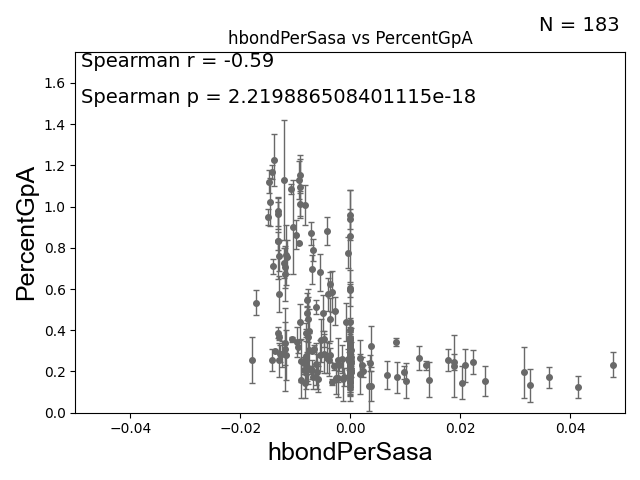 N = 183
hbondPerSasa vs PercentGpA
Spearman r = -0.59
Spearman p = 2.219886508401115e-18
PercentGpA
1.6
1.4
1.2
1.0
0.8
0.6
0.4
0.2
0.0
−0.04 −0.02 0.00 0.02 0.04
hbondPerSasa